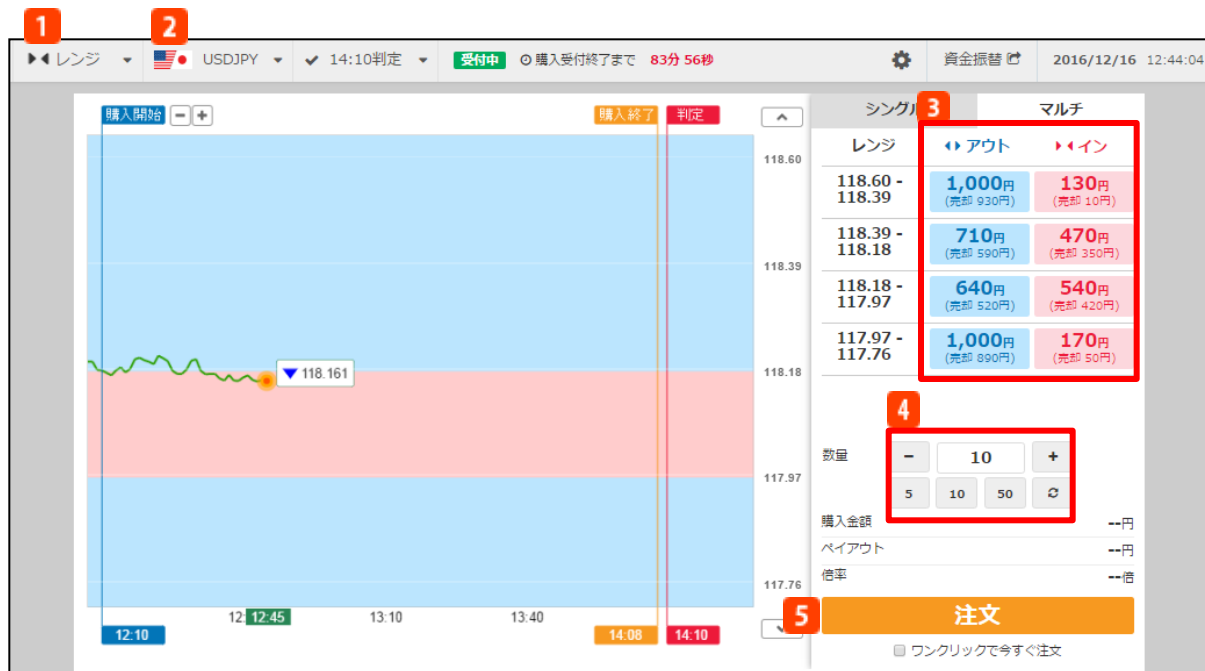 1
2
レンジ
USDJPY
14:10判定
受付中
購入受付終了まで 83分 56秒
資金振替
2016/12/16 12:44:04
購入開始
購入終了
判定
118.60
118.39
118.18
117.97
117.76
118.161
12:45
13:10
13:40
12:10
14:08
14:10
3
マルチ
レンジ アウト イン
118.60 - 118.39 1,000円 (売却 930円) 130円 (売却 10円)
118.39 - 118.18 710円 (売却 590円) 470円 (売却 350円)
118.18 - 117.97 640円 (売却 520円) 540円 (売却 420円)
117.97 - 117.76 1,000円 (売却 890円) 170円 (売却 50円)
4
数量 - 10 +
5 10 50
購入金額 --円
ペイアウト --円
倍率 --倍
5
注文
ワンクリックで今すぐ注文